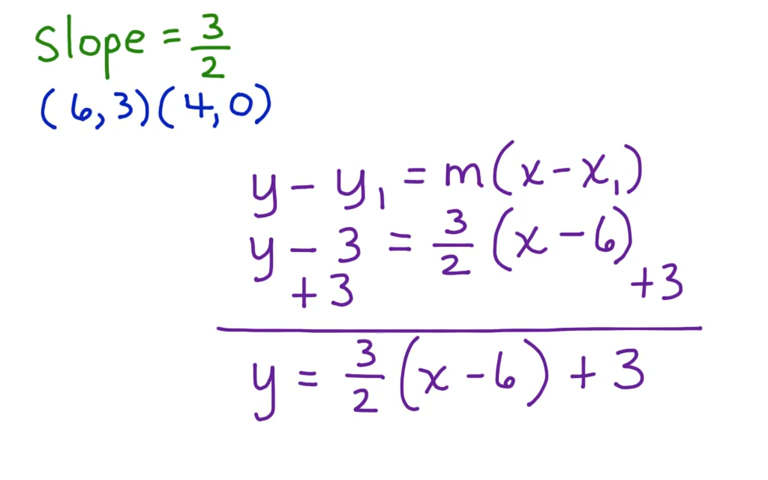 slope = 3/2
(6,3)(4,0)
y - y₁ = m(x - x₁)
y - 3 = 3/2 (x - 6)
+3 +3
y = 3/2 (x - 6) + 3